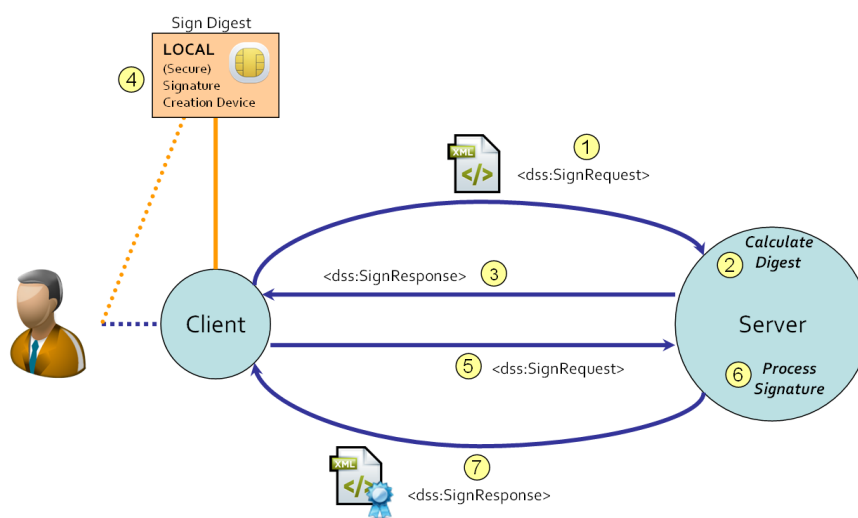 Sign Digest
LOCAL
(Secure)
Signature
Creation Device
4
1
XML
</>
<dss:SignRequest>
Calculate
2
Digest
<dss:SignResponse>
3
Client
Server
5
<dss:SignRequest>
6
Process
Signature
7
XML
</>
<dss:SignResponse>